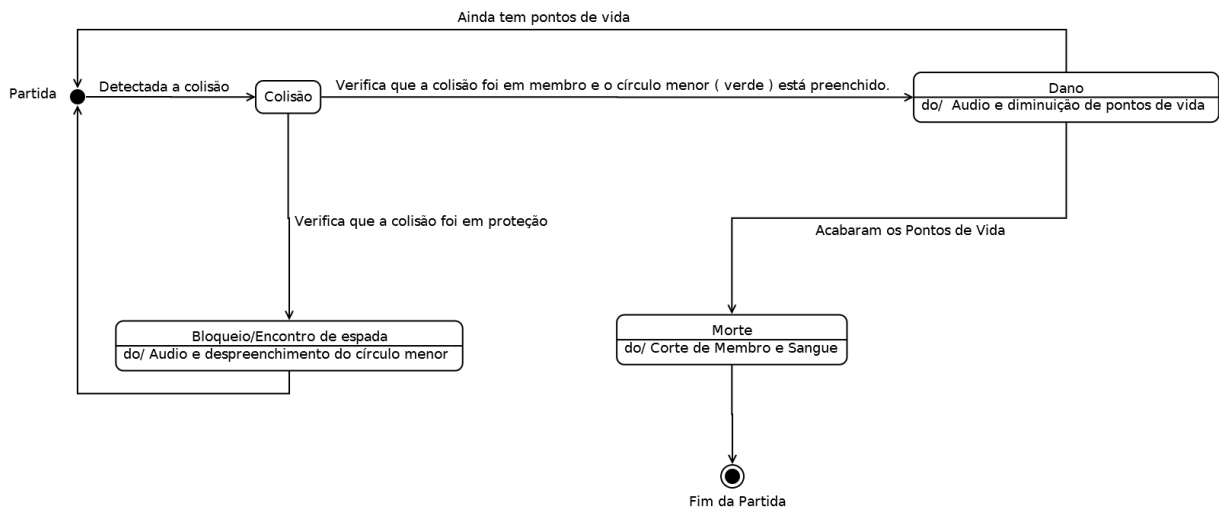 Ainda tem pontos de vida
Partida
Detectada a colisão
Colisão
Verifica que a colisão foi em membro e o círculo menor ( verde ) está preenchido.
Dano
do/ Audio e diminuição de pontos de vida
Verifica que a colisão foi em proteção
Acabaram os Pontos de Vida
Bloqueio/Encontro de espada
do/ Audio e despreenchimento do círculo menor
Morte
do/ Corte de Membro e Sangue
Fim da Partida